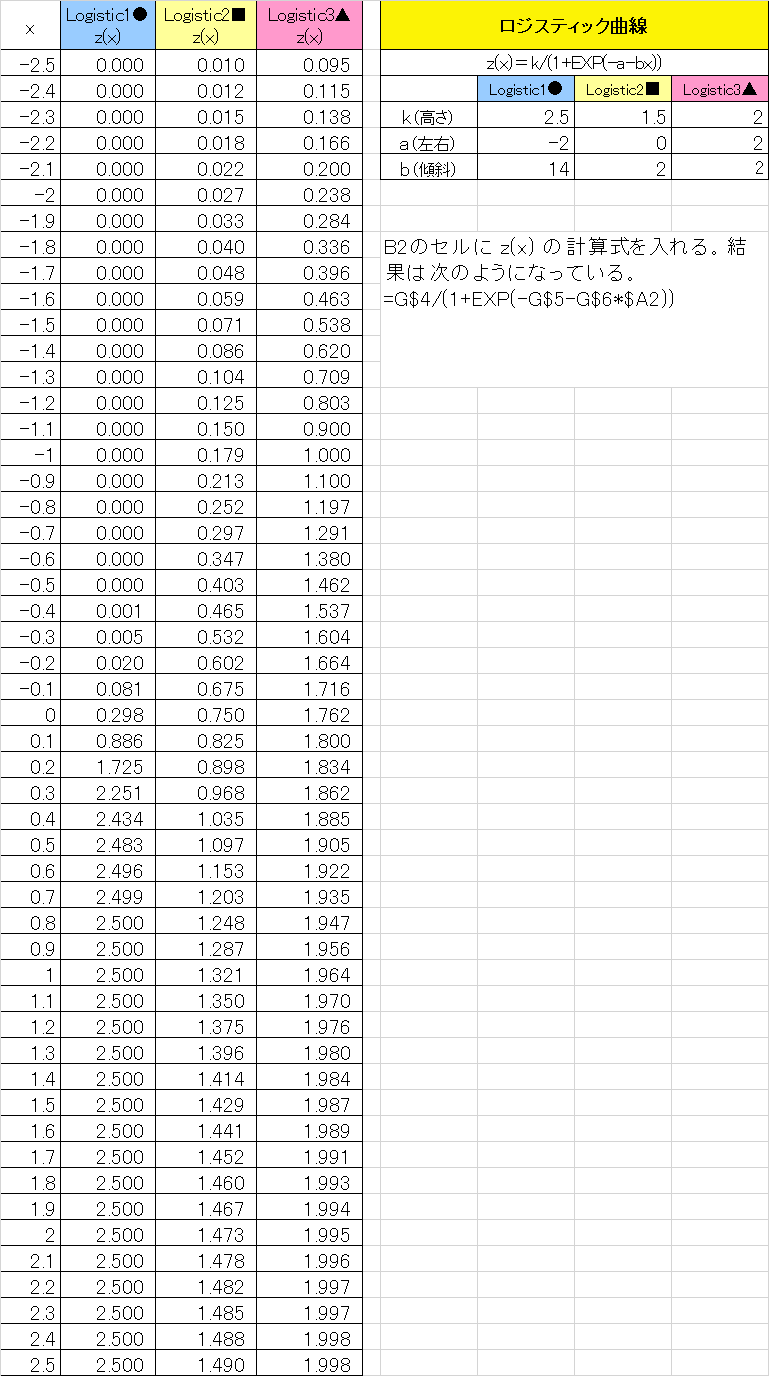 x Logistic1● z(x) Logistic2■ z(x) Logistic3▲ z(x)
-2.5 0.000 0.010 0.095
-2.4 0.000 0.012 0.115
-2.3 0.000 0.015 0.138
-2.2 0.000 0.018 0.166
-2.1 0.000 0.022 0.200
-2 0.000 0.027 0.238
-1.9 0.000 0.033 0.284
-1.8 0.000 0.040 0.336
-1.7 0.000 0.048 0.396
-1.6 0.000 0.059 0.463
-1.5 0.000 0.071 0.538
-1.4 0.000 0.086 0.620
-1.3 0.000 0.104 0.709
-1.2 0.000 0.125 0.803
-1.1 0.000 0.150 0.900
-1 0.000 0.179 1.000
-0.9 0.000 0.213 1.100
-0.8 0.000 0.252 1.197
-0.7 0.000 0.297 1.291
-0.6 0.000 0.347 1.380
-0.5 0.000 0.403 1.462
-0.4 0.001 0.465 1.537
-0.3 0.005 0.532 1.604
-0.2 0.020 0.602 1.664
-0.1 0.081 0.675 1.716
0 0.298 0.750 1.762
0.1 0.886 0.825 1.800
0.2 1.725 0.898 1.834
0.3 2.251 0.968 1.862
0.4 2.434 1.035 1.885
0.5 2.483 1.097 1.905
0.6 2.496 1.153 1.922
0.7 2.499 1.203 1.935
0.8 2.500 1.248 1.947
0.9 2.500 1.287 1.956
1 2.500 1.321 1.964
1.1 2.500 1.350 1.970
1.2 2.500 1.375 1.976
1.3 2.500 1.396 1.980
1.4 2.500 1.414 1.984
1.5 2.500 1.429 1.987
1.6 2.500 1.441 1.989
1.7 2.500 1.452 1.991
1.8 2.500 1.460 1.993
1.9 2.500 1.467 1.994
2 2.500 1.473 1.995
2.1 2.500 1.478 1.996
2.2 2.500 1.482 1.997
2.3 2.500 1.485 1.997
2.4 2.500 1.488 1.998
2.5 2.500 1.490 1.998
ロジスティック曲線
z(x)=k/(1+EXP(-a-bx))
Logistic1● Logistic2■ Logistic3▲
k(高さ) 2.5 1.5 2
a(左右) -2 0 2
b(傾斜) 14 2 2
B2のセルに z(x) の計算式を入れる。結
果は次のようになっている。
=G$4/(1+EXP(-G$5-G$6*$A2))